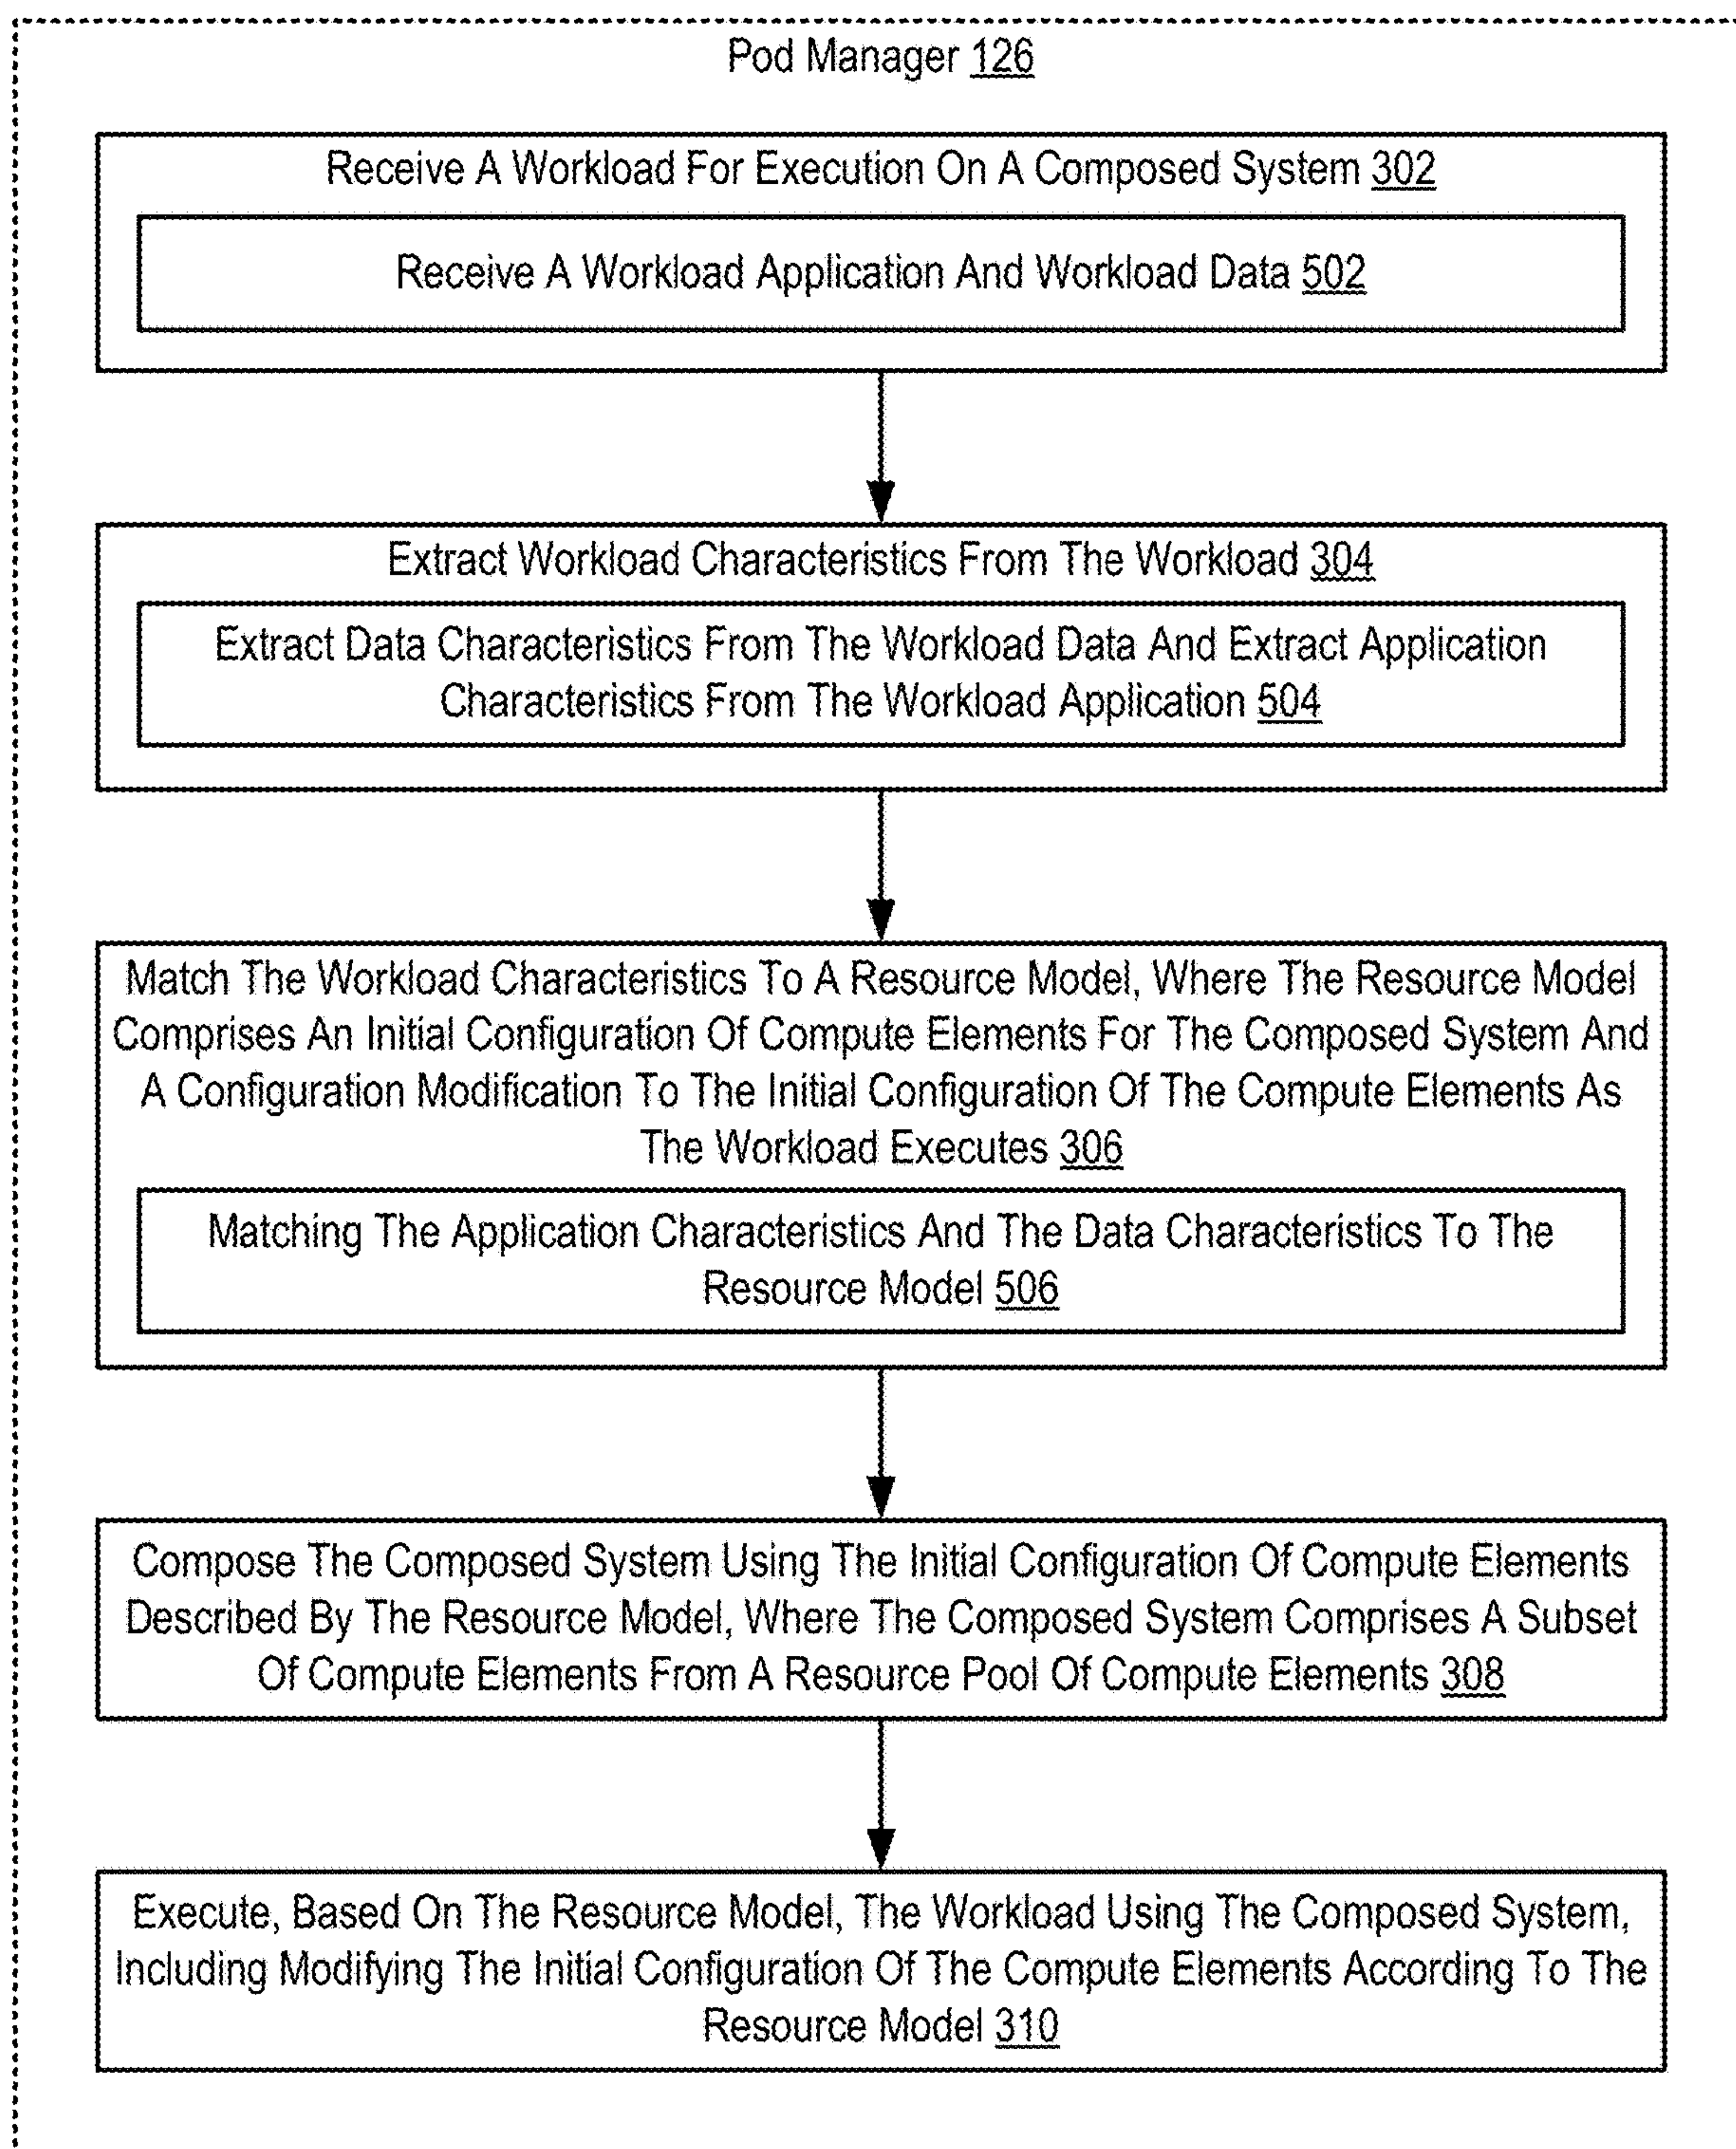 Pod Manager 126
Receive A Workload For Execution On A Composed System 302
Receive A Workload Application And Workload Data 502
Extract Workload Characteristics From The Workload 304
Extract Data Characteristics From The Workload Data And Extract Application
Characteristics From The Workload Application 504
Match The Workload Characteristics To A Resource Model, Where The Resource Model
Comprises An Initial Configuration Of Compute Elements For The Composed System And
A Configuration Modification To The Initial Configuration Of The Compute Elements As
The Workload Executes 306
Matching The Application Characteristics And The Data Characteristics To The
Resource Model 506
Compose The Composed System Using The Initial Configuration Of Compute Elements
Described By The Resource Model, Where The Composed System Comprises A Subset
Of Compute Elements From A Resource Pool Of Compute Elements 308
Execute, Based On The Resource Model, The Workload Using The Composed System,
Including Modifying The Initial Configuration Of The Compute Elements According To The
Resource Model 310